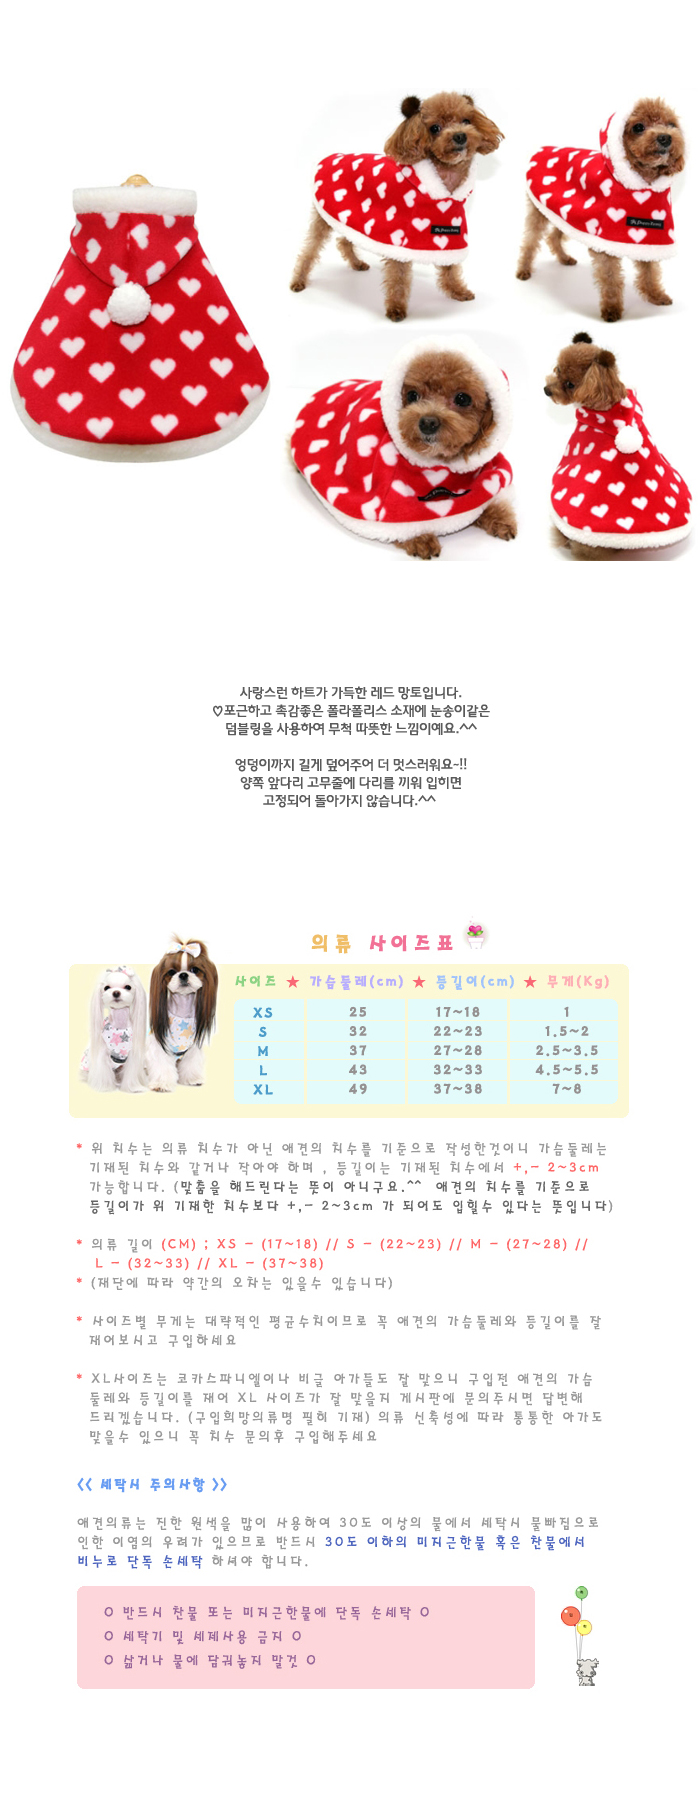 사랑스런 하트가 가득한 레드 망토입니다.
♡포근하고 촉감좋은 폴라폴리스 소재에 눈송이같은
덤블링을 사용하여 무척 따뜻한 느낌이예요.^^
엉덩이까지 길게 덮어주어 더 멋스러워요~!!
양쪽 앞다리 고무줄에 다리를 끼워 입히면
고정되어 돌아가지 않습니다.^^
의류 사이즈표
사이즈 ★ 가슴둘레(cm) ★ 등길이(cm) ★ 무게(Kg)
XS 25 17~18 1
S 32 22~23 1.5~2
M 37 27~28 2.5~3.5
L 43 32~33 4.5~5.5
XL 49 37~38 7~8
* 위 치수는 의류 치수가 아닌 애견의 치수를 기준으로 작성한것이니 가슴둘레는
기재된 치수와 같거나 작아야 하며 , 등길이는 기재된 치수에서 +,- 2~3cm
가능합니다. (맞춤을 해드린다는 뜻이 아니구요.^^ 애견의 치수를 기준으로
등길이가 위 기재한 치수보다 +,- 2~3cm 가 되어도 입힐수 있다는 뜻입니다)
* 의류 길이 (CM) ; XS - (17~18) // S - (22~23) // M - (27~28) //
L - (32~33) // XL - (37~38)
* (재단에 따라 약간의 오차는 있을수 있습니다)
* 사이즈별 무게는 대략적인 평균수치이므로 꼭 애견의 가슴둘레와 등길이를 잘
재어보시고 구입하세요
* XL사이즈는 코카스파니엘이나 비글 아가들도 잘 맞으니 구입전 애견의 가슴
둘레와 등길이를 재어 XL 사이즈가 잘 맞을지 게시판에 문의주시면 답변해
드리겠습니다. (구입희망의류명 필히 기재) 의류 신축성에 따라 통통한 아가도
맞을수 있으니 꼭 치수 문의후 구입해주세요
<< 세탁시 주의사항 >>
애견의류는 진한 원색을 많이 사용하여 30도 이상의 물에서 세탁시 물빠짐으로
인한 이염의 우려가 있으므로 반드시 30도 이하의 미지근한물 혹은 찬물에서
비누로 단독 손세탁 하셔야 합니다.
O 반드시 찬물 또는 미지근한물에 단독 손세탁 O
O 세탁기 및 세제사용 금지 O
O 삶거나 물에 담궈놓지 말것 O